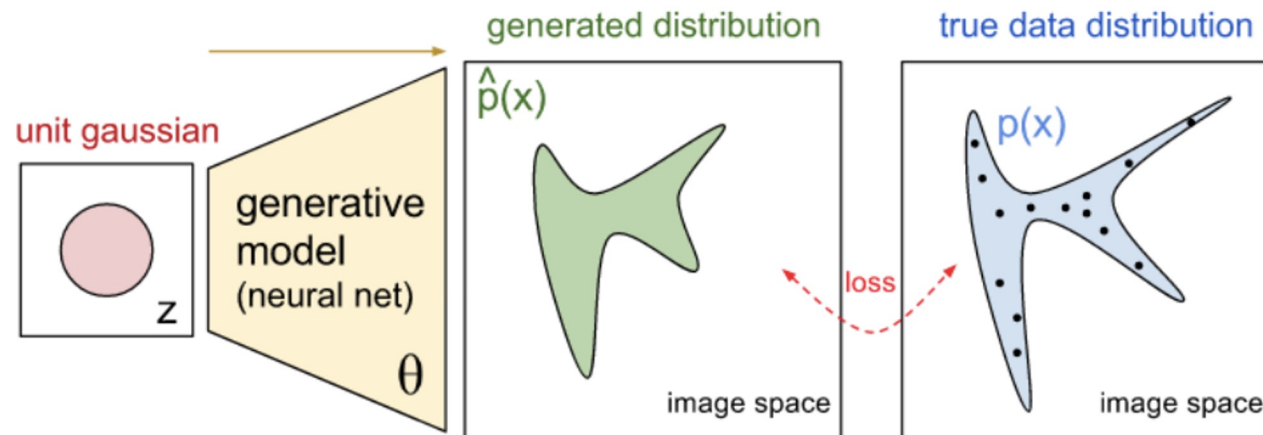 unit gaussian
z
generative
model
(neural net)
θ
generated distribution
p̂(x)
image space
loss
true data distribution
p(x)
image space